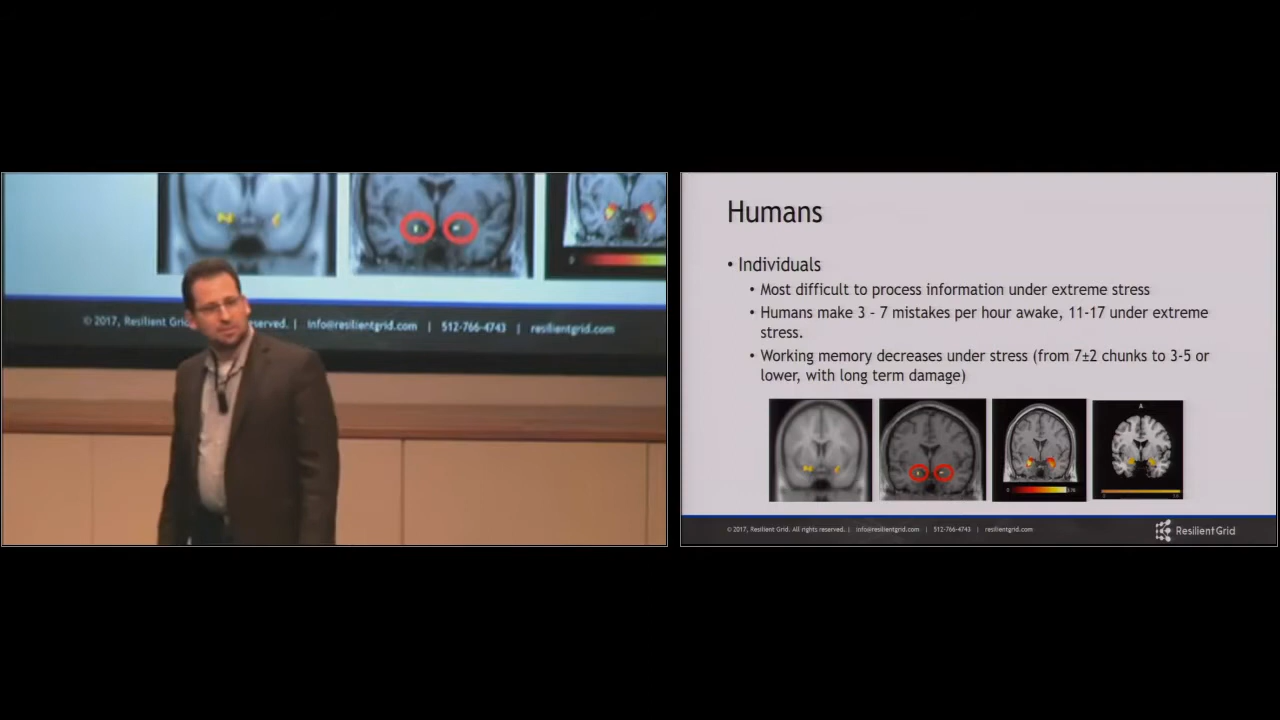 © 2017, Resilient Gri
eserved. | info@resilientgrid.com | 512-766-4743 | resilientgrid.com
Humans
• Individuals
• Most difficult to process information under extreme stress
• Humans make 3 - 7 mistakes per hour awake, 11-17 under extreme
stress.
• Working memory decreases under stress (from 7±2 chunks to 3-5 or
lower, with long term damage)
A
0
© 2017, Resilient Grid. All rights reserved. | info@resilientgrid.com | 512-766-4743 | resilientgrid.com
ResilientGrid